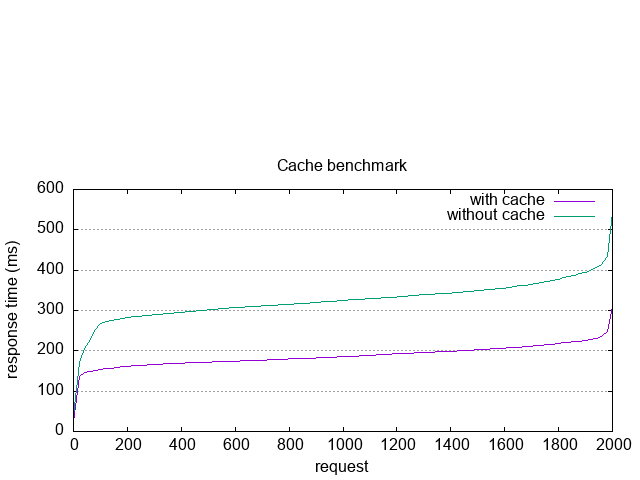 Cache benchmark
600
500
400
300
200
100
0
response time (ms)
with cache
without cache
0 200 400 600 800 1000 1200 1400 1600 1800 2000
request